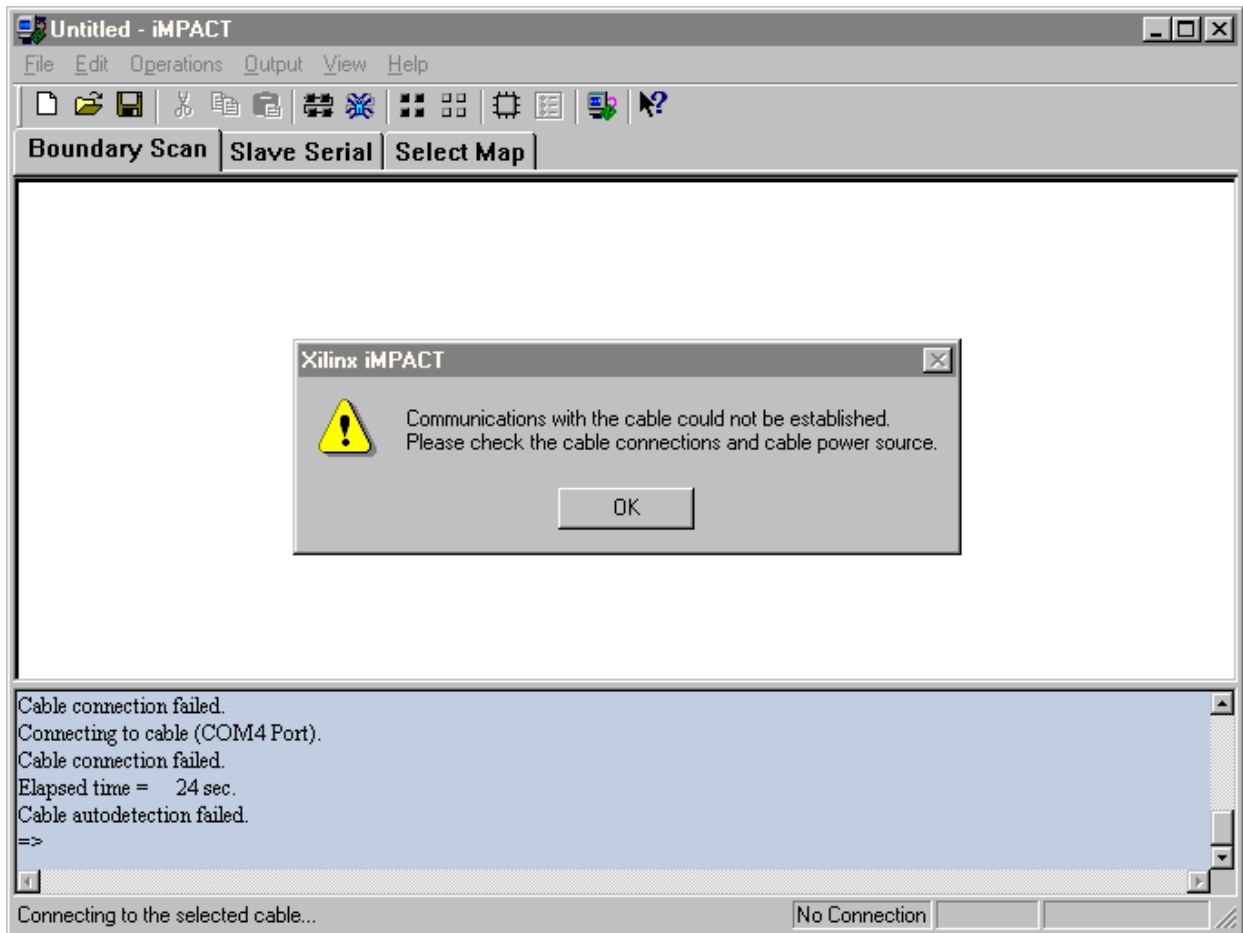 Untitled - iMPACT
File Edit Operations Output View Help
Boundary Scan Slave Serial Select Map
Xilinx iMPACT
Communications with the cable could not be established.
Please check the cable connections and cable power source.
OK
Cable connection failed.
Connecting to cable (COM4 Port).
Cable connection failed.
Elapsed time = 24 sec.
Cable autodetection failed.
=>
Connecting to the selected cable... No Connection